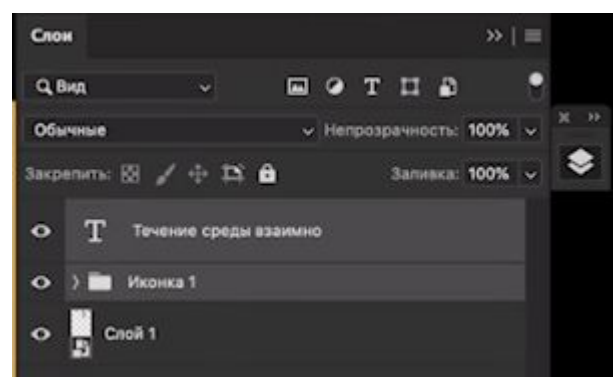 Слои
Вид
Обычные
Непрозрачность: 100%
Закрепить:
Заливка: 100%
T Течение среды взаимно
Иконка 1
Слой 1